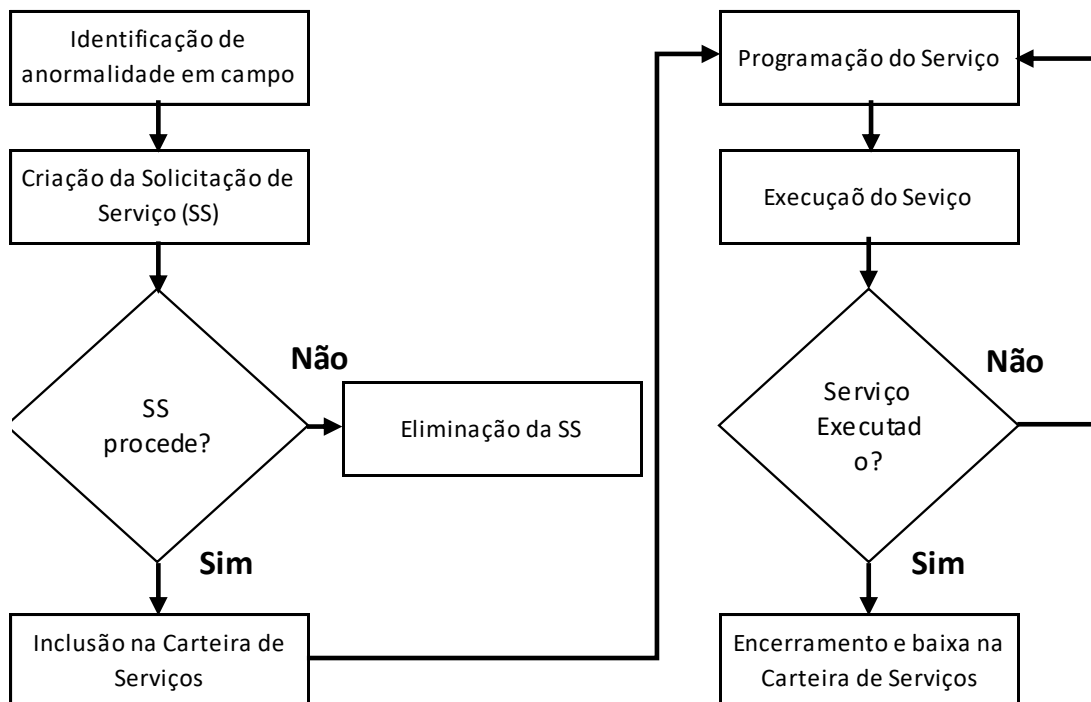 Identificação de
anormalidade em campo
Criação da Solicitação de
Serviço (SS)
SS
procede?
Não
Eliminação da SS
Sim
Inclusão na Carteira de
Serviços
Programação do Serviço
Execuçaõ do Seviço
Serviço
Executad
o?
Não
Sim
Encerramento e baixa na
Carteira de Serviços